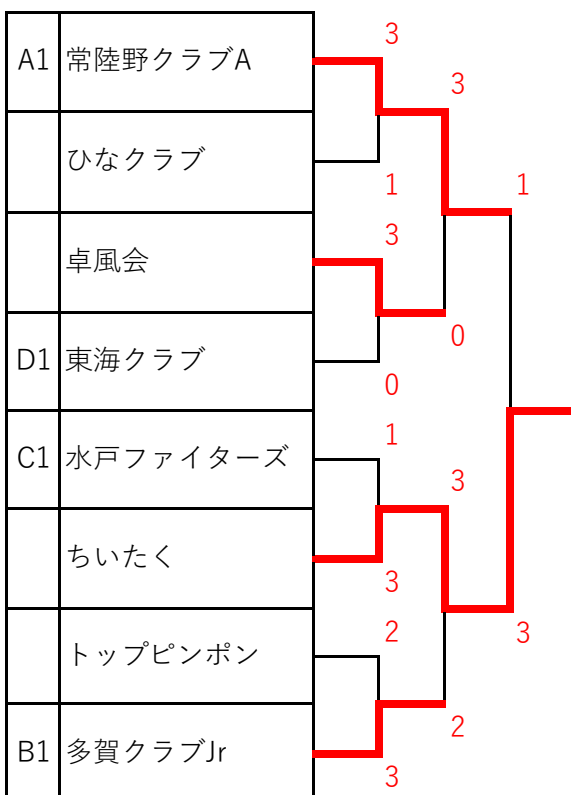 3
A1 常陸野クラブA
3
ひなクラブ
1
1
3
卓風会
0
D1 東海クラブ
0
1
C1 水戸ファイターズ
3
ちいたく
3
2
3
トップピンポン
2
B1 多賀クラブJr
3